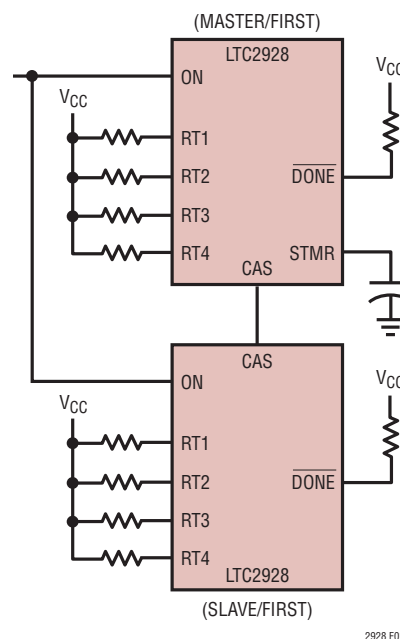 (MASTER/FIRST)
LTC2928
ON
VCC
VCC
RT1
RT2
DONE
RT3
RT4
STMR
CAS
CAS
ON
VCC
VCC
RT1
RT2
DONE
RT3
RT4
LTC2928
(SLAVE/FIRST)
2928 F0